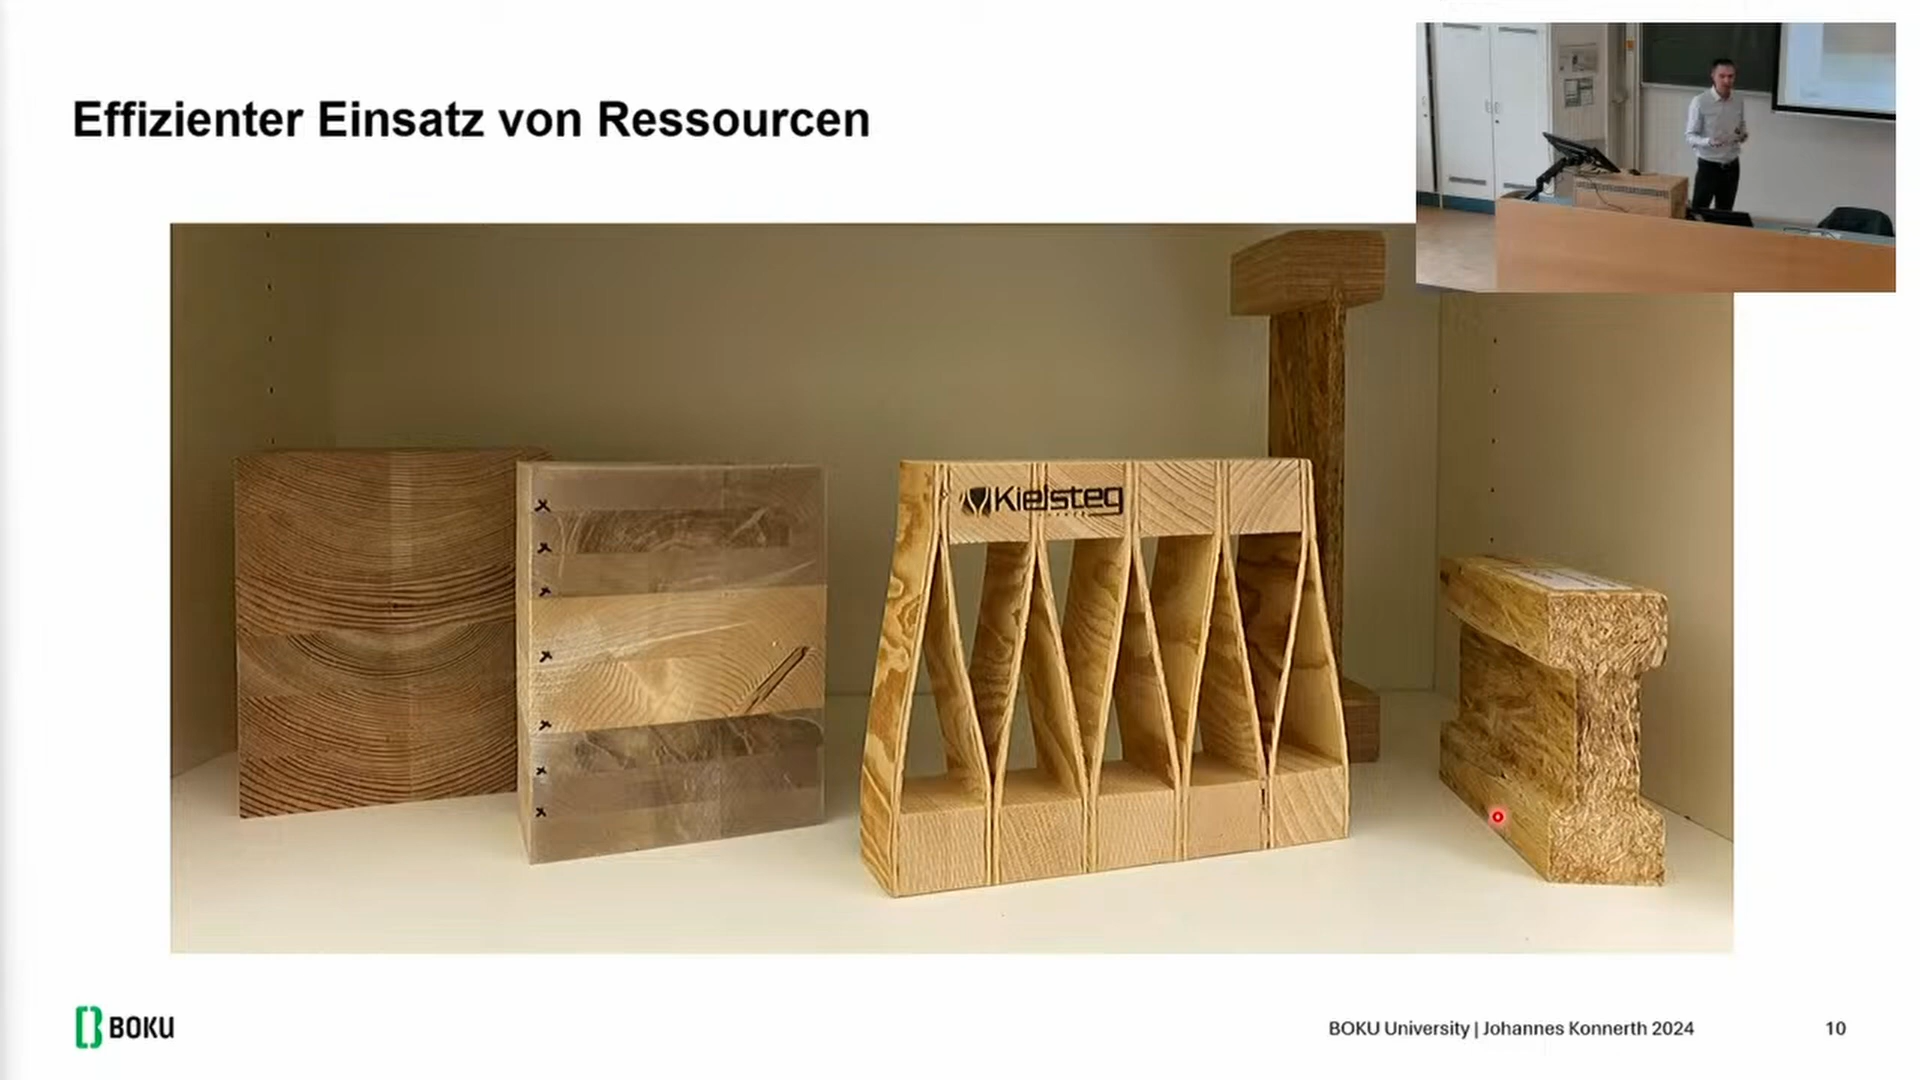 Effizienter Einsatz von Ressourcen
Kielsteg
BOKU
BOKU University | Johannes Konnerth 2024
10